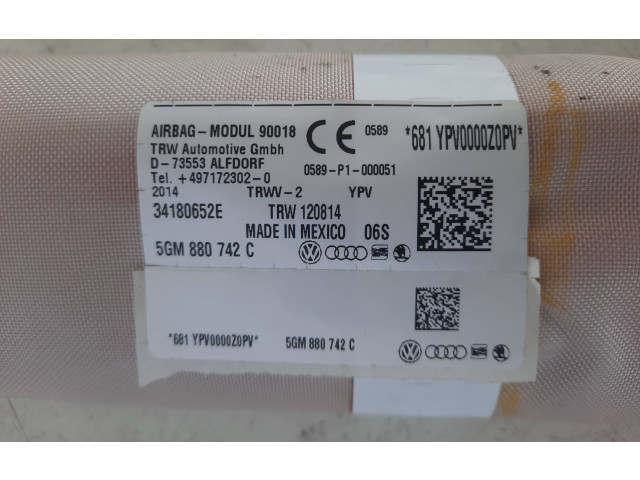 AIRBAG-MODUL 90018 CE 0589 *681 YPV0000Z0PV*
TRW Automotive GmbH
D-73553 ALFDORF 0589-P1-000051
Tel. +497172302-0
2014 TRWV-2 YPV
34180652E TRW 120814
MADE IN MEXICO 06S
5GM 880 742 C
*681 YPV0000Z0PV* 5GM 880 742 C